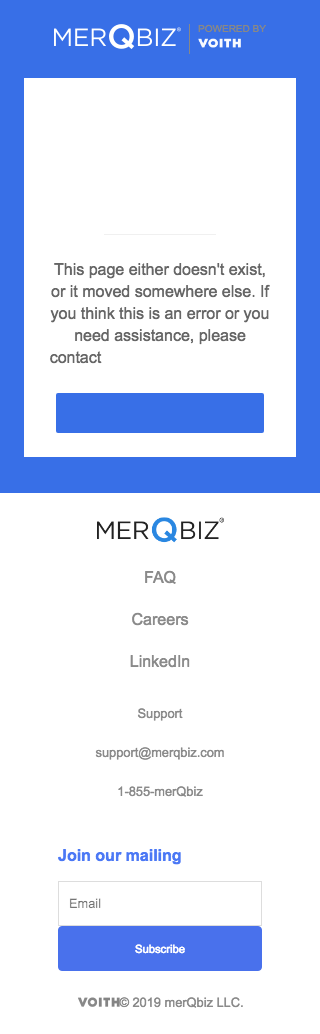 MERQBIZ® POWERED BY
VOITH
This page either doesn't exist,
or it moved somewhere else. If
you think this is an error or you
need assistance, please
contact
MERQBIZ®
FAQ
Careers
LinkedIn
Support
support@merqbiz.com
1-855-merQbiz
Join our mailing
Email
Subscribe
VOITH© 2019 merQbiz LLC.